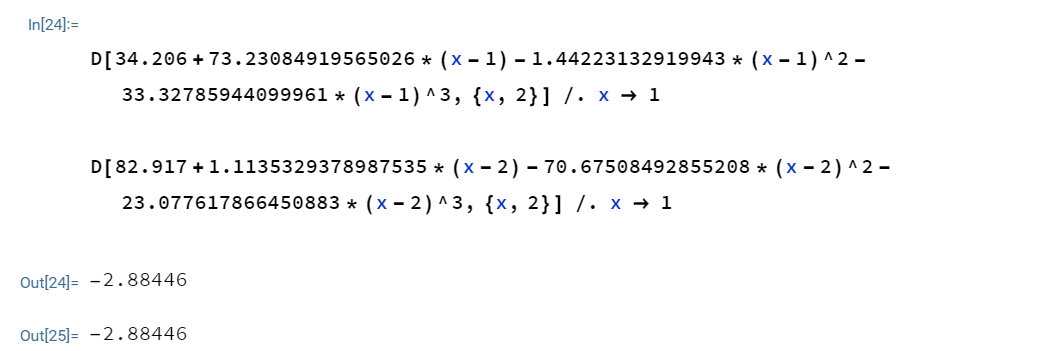 In[24]:=
D[34.206+73.23084919565026*(x-1)-1.44223132919943*(x-1)^2-
33.32785944099961*(x-1)^3, {x, 2}] /. x → 1
D[82.917+1.1135329378987535*(x-2)-70.67508492855208*(x-2)^2-
23.077617866450883*(x-2)^3, {x, 2}] /. x → 1
Out[24]= -2.88446
Out[25]= -2.88446